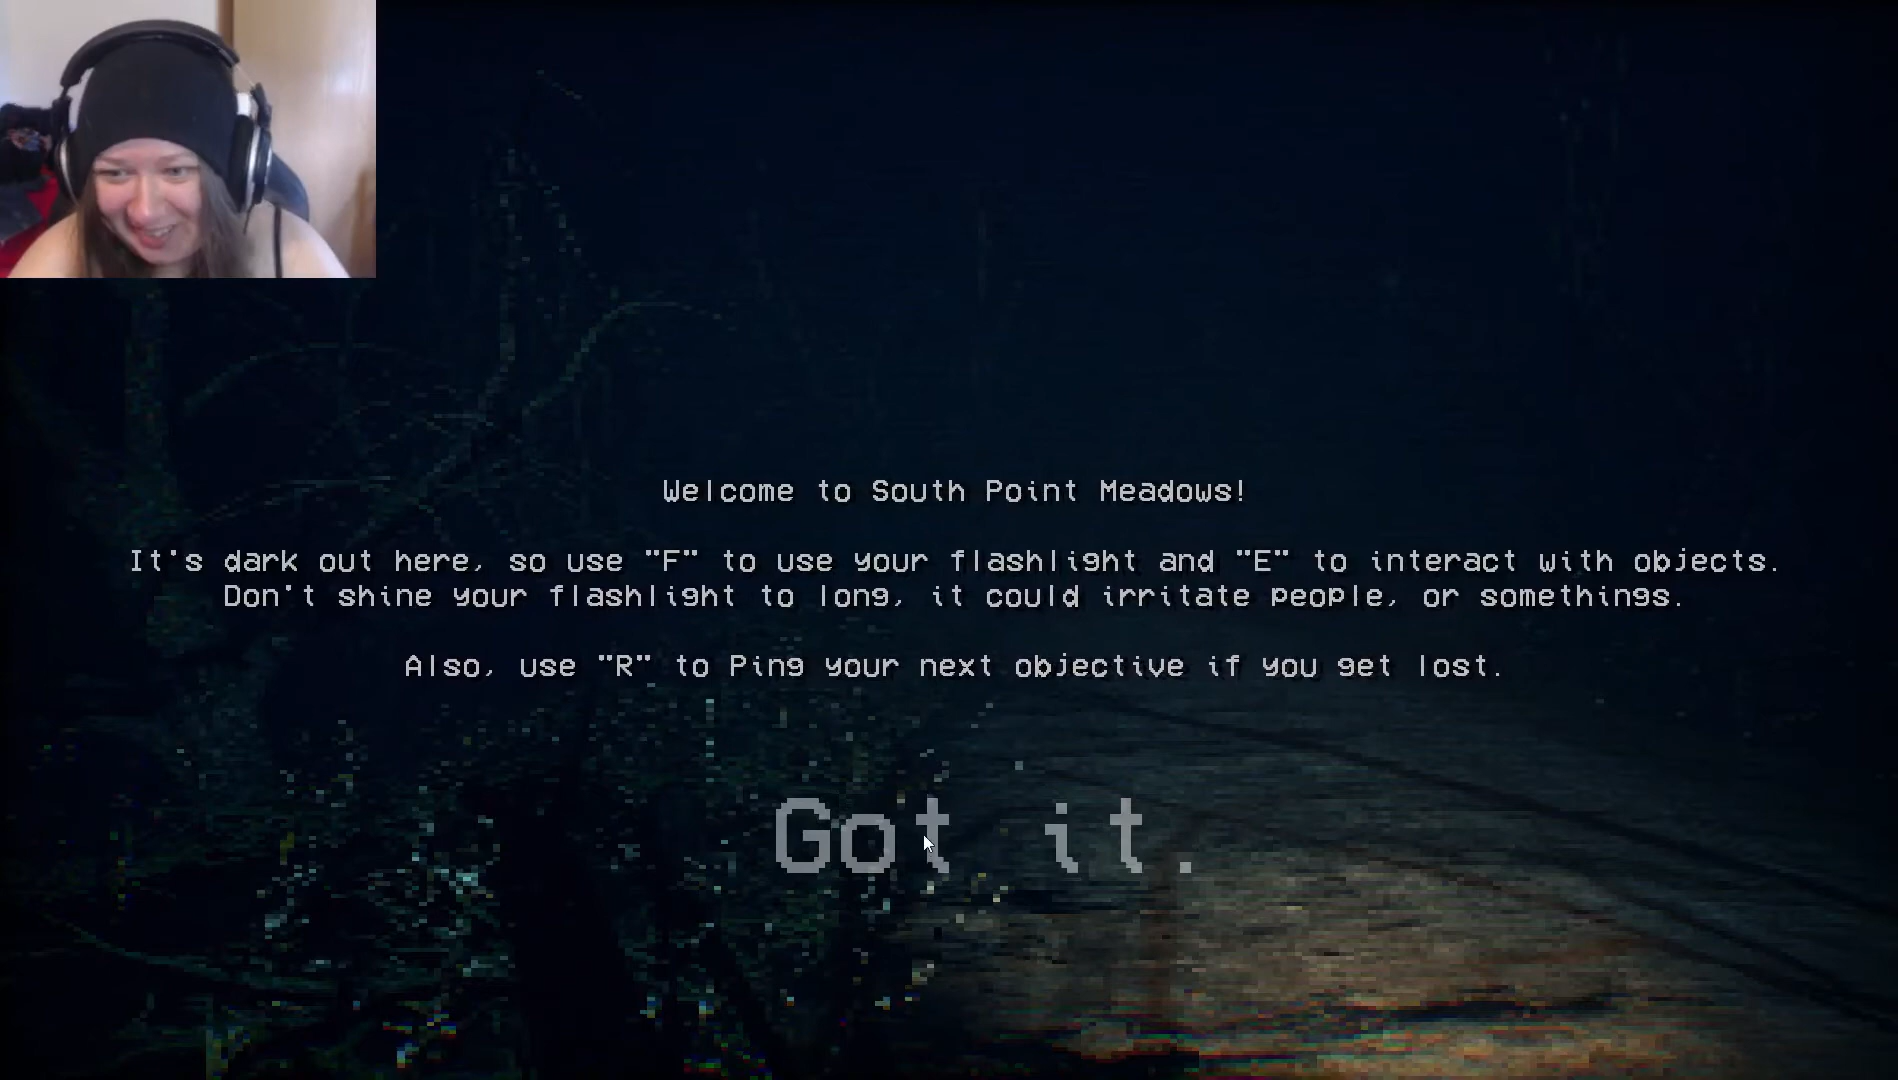 Welcome to South Point Meadows!
It's dark out here, so use "F" to use your flashlight and "E" to interact with objects.
Don't shine your flashlight to long, it could irritate people, or somethings.
Also, use "R" to Ping your next objective if you get lost.
Got it.